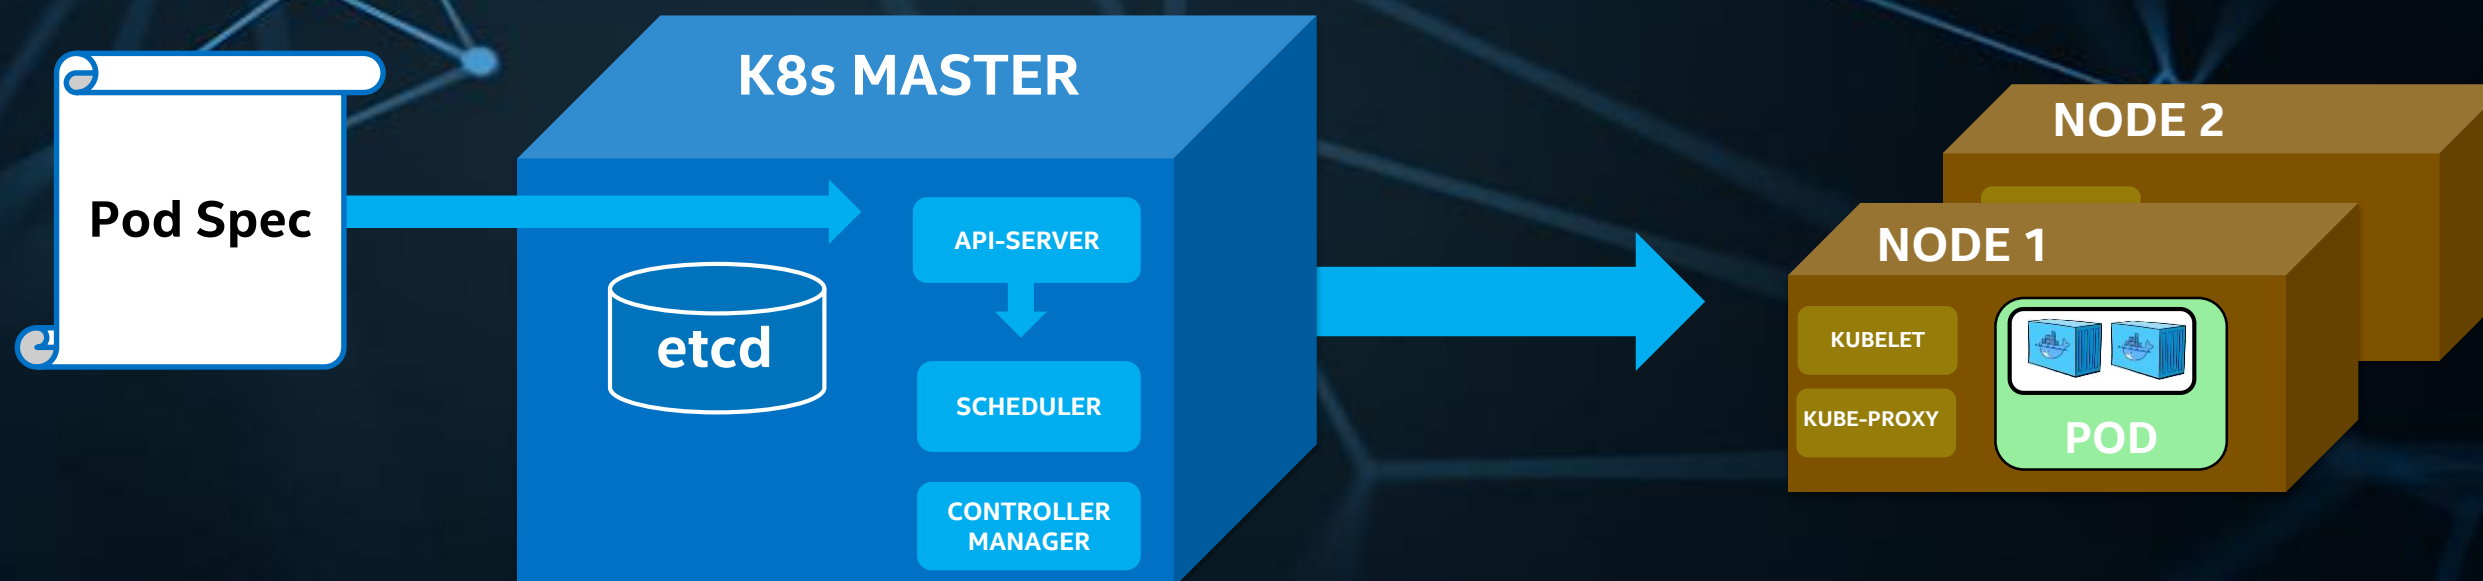 Pod Spec
K8s MASTER
etcd
API-SERVER
SCHEDULER
CONTROLLER
MANAGER
NODE 2
NODE 1
KUBELET
KUBE-PROXY
POD